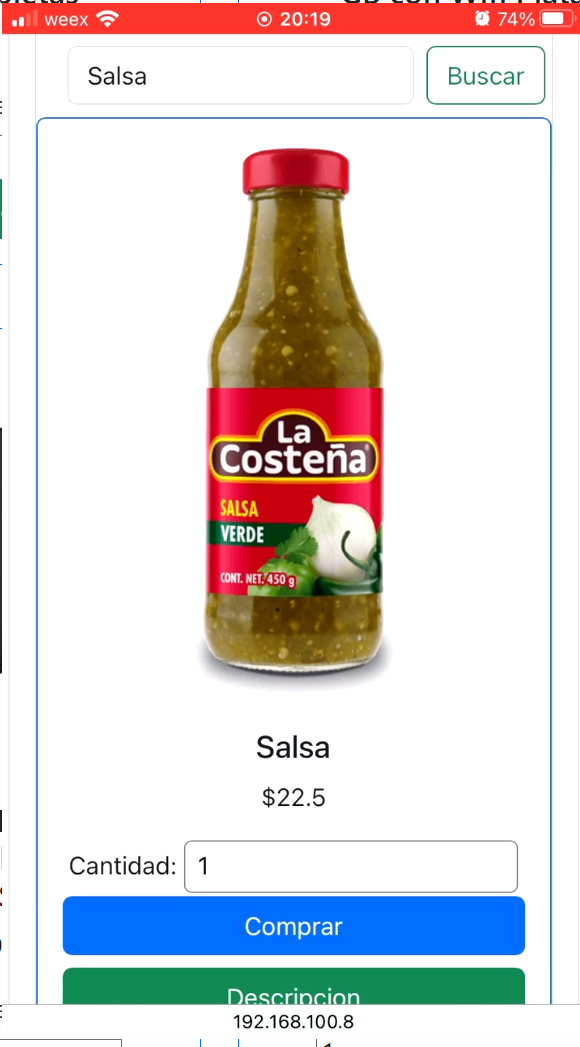 weex 20:19 74%
Salsa Buscar
La
Costeña
SALSA
VERDE
CONT. NET. 450 g
Salsa
$22.5
Cantidad: 1
Comprar
Descripcion
192.168.100.8